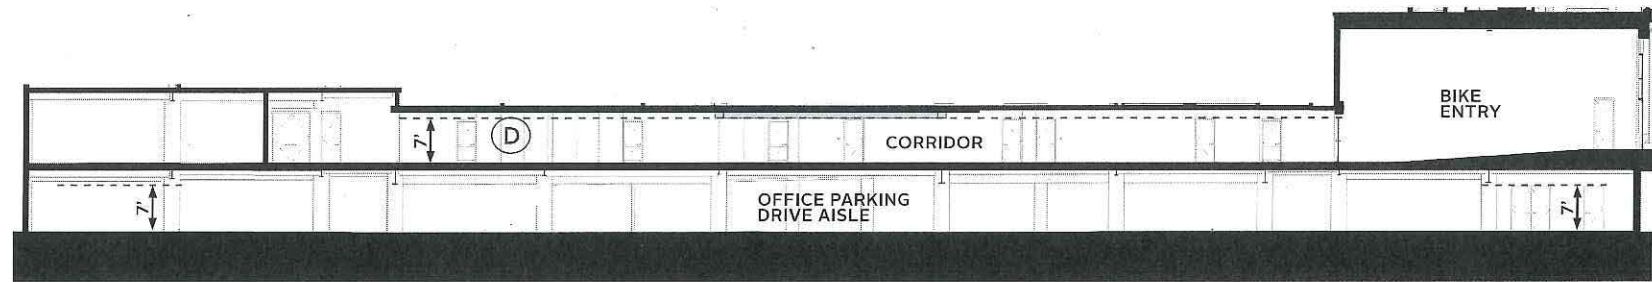 BIKE
ENTRY
7'
D
CORRIDOR
7'
OFFICE PARKING
DRIVE AISLE
7'